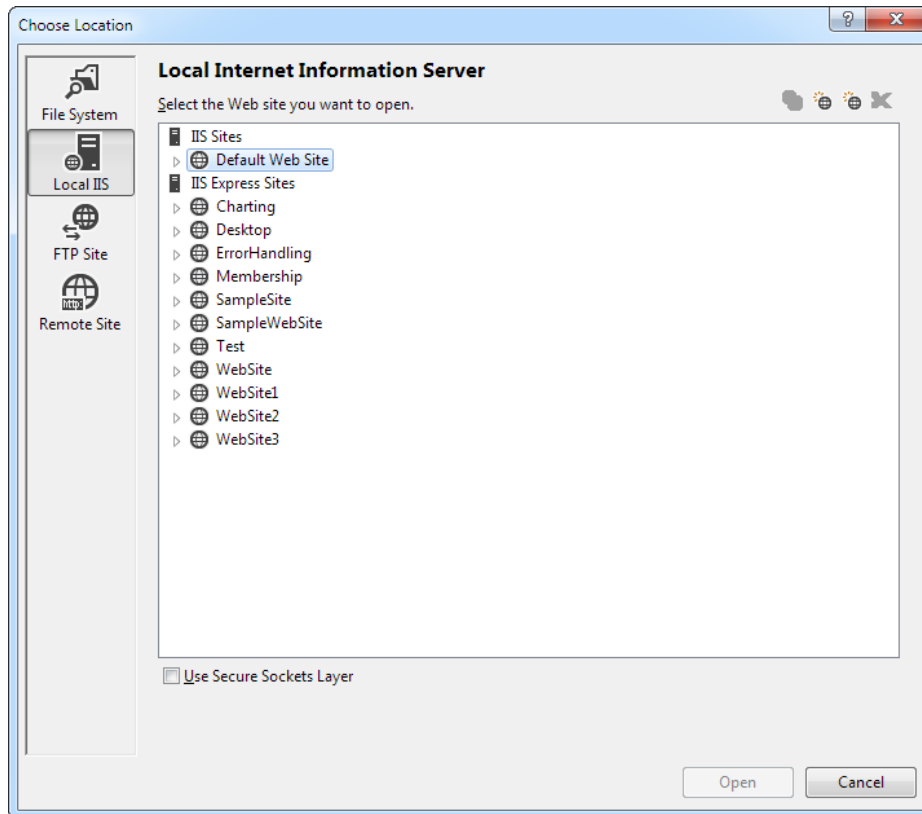 Choose Location
File System
Local IIS
FTP Site
http:
Remote Site
Local Internet Information Server
Select the Web site you want to open.
IIS Sites
Default Web Site
IIS Express Sites
Charting
Desktop
ErrorHandling
Membership
SampleSite
SampleWebSite
Test
WebSite
WebSite1
WebSite2
WebSite3
Use Secure Sockets Layer
Open
Cancel